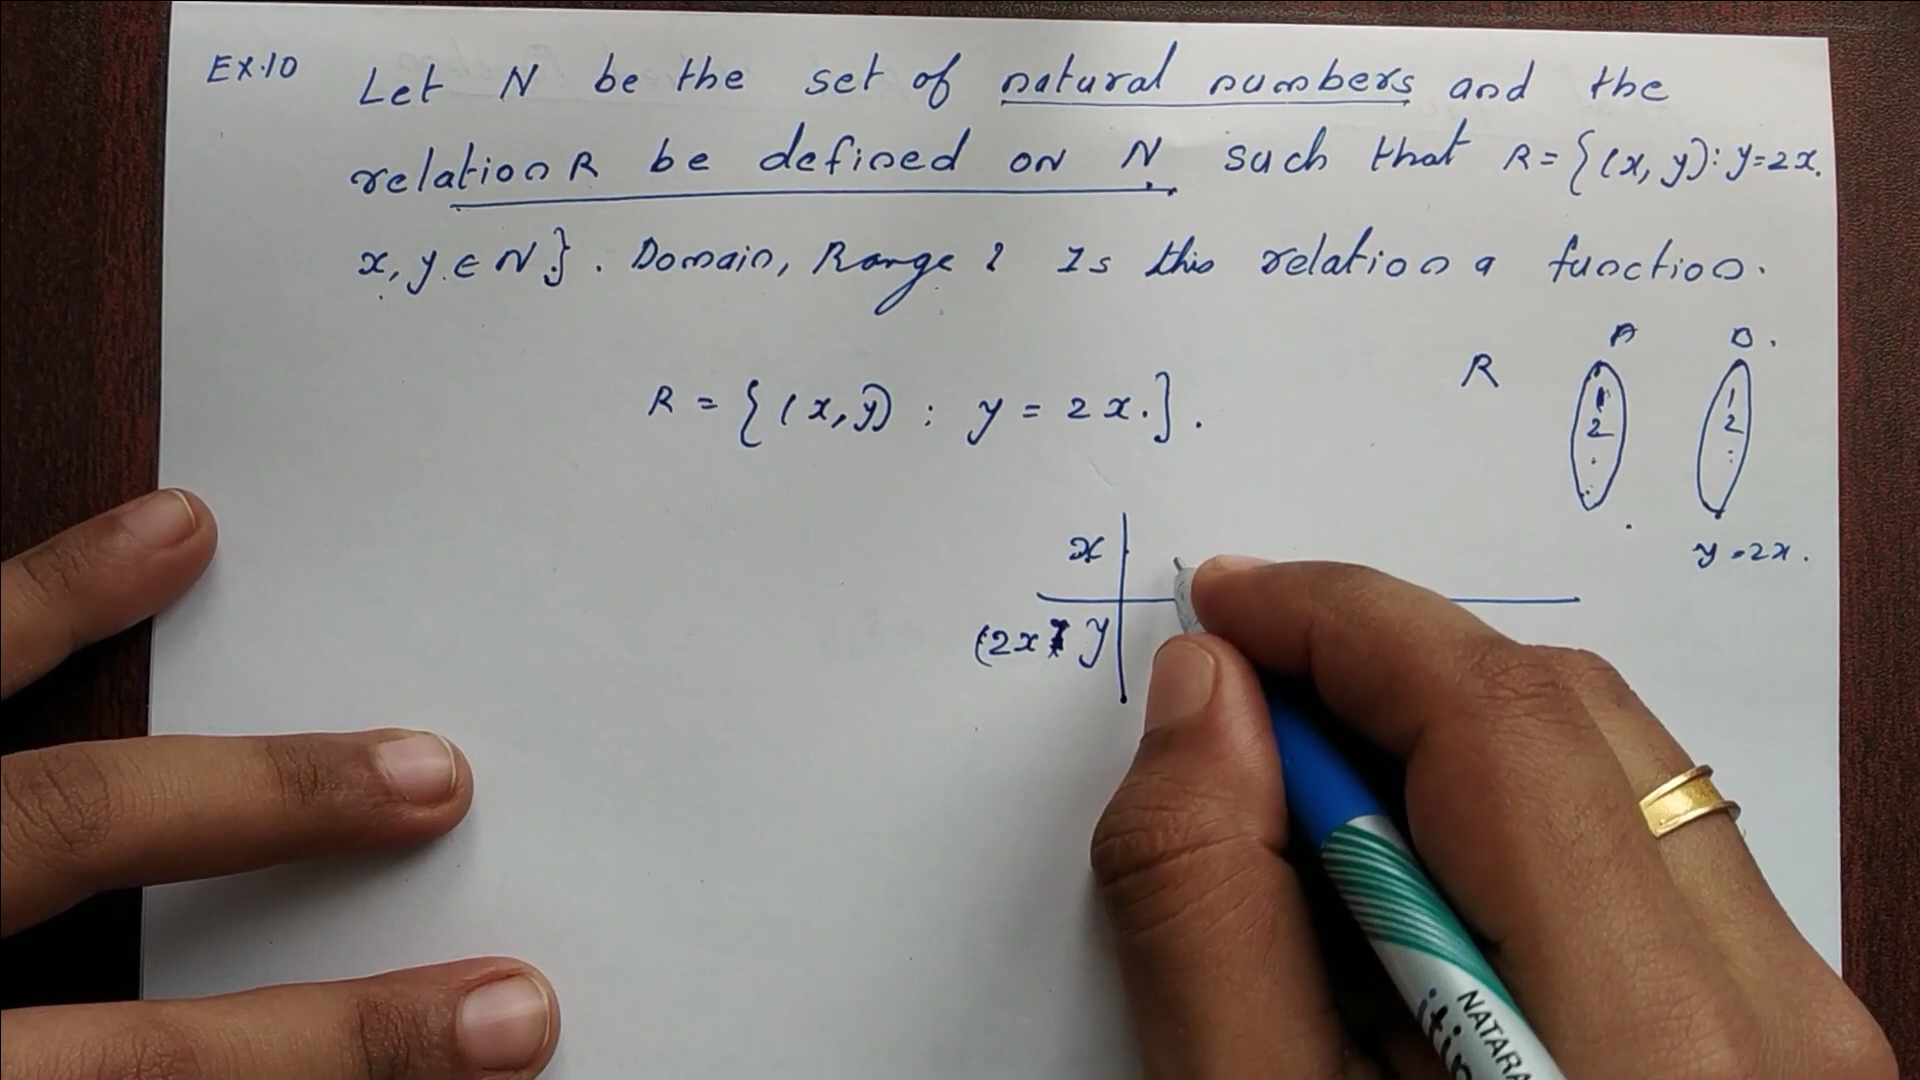 Ex.10 Let N be the set of natural numbers and the
relation R be defined on N such that R = {(x, y) : y = 2x.
x, y ∈ N}. Domain, Range ? Is this relation a function.
R = {(x, y) : y = 2x.}.
R A B.
1 1
2 2
y = 2x.
x
(2x) y
NATARA